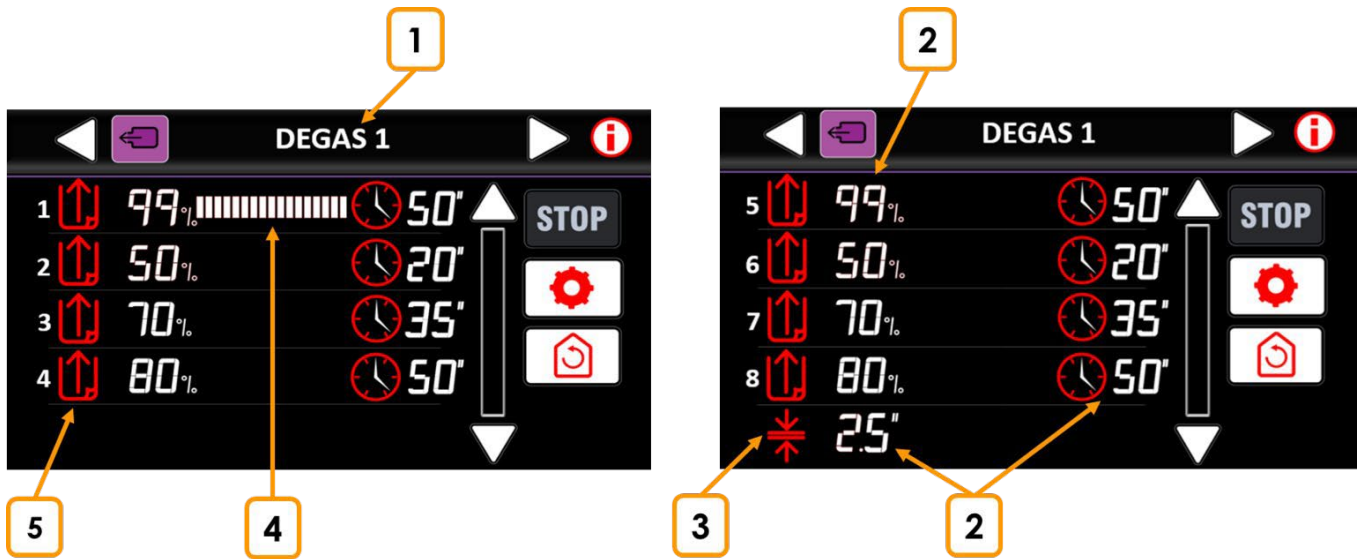 1
2
DEGAS 1
i
1 99% 50"
STOP
2 50% 20"
3 70% 35"
4 80% 50"
DEGAS 1
i
5 99% 50"
STOP
6 50% 20"
7 70% 35"
8 80% 50"
2.5"
5
4
3
2